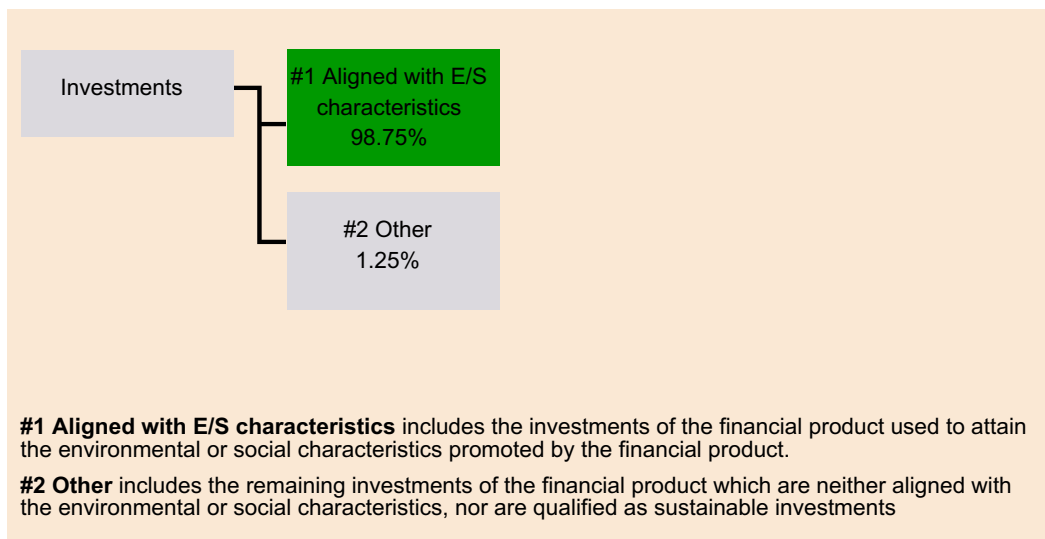 Investments
#1 Aligned with E/S
characteristics
98.75%
#2 Other
1.25%
#1 Aligned with E/S characteristics includes the investments of the financial product used to attain
the environmental or social characteristics promoted by the financial product.
#2 Other includes the remaining investments of the financial product which are neither aligned with
the environmental or social characteristics, nor are qualified as sustainable investments